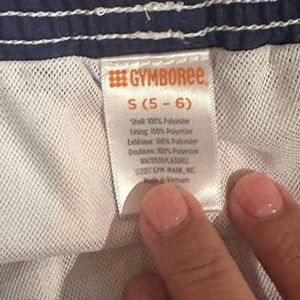 GYMBOREE
S (5 - 6)
Shell: 100% Polyester
Lining: 100% Polyester
Extérieur: 100% Polyester
Doublure: 100% Polyester
©2017 GYM-MARK, INC.
Made in Vietnam